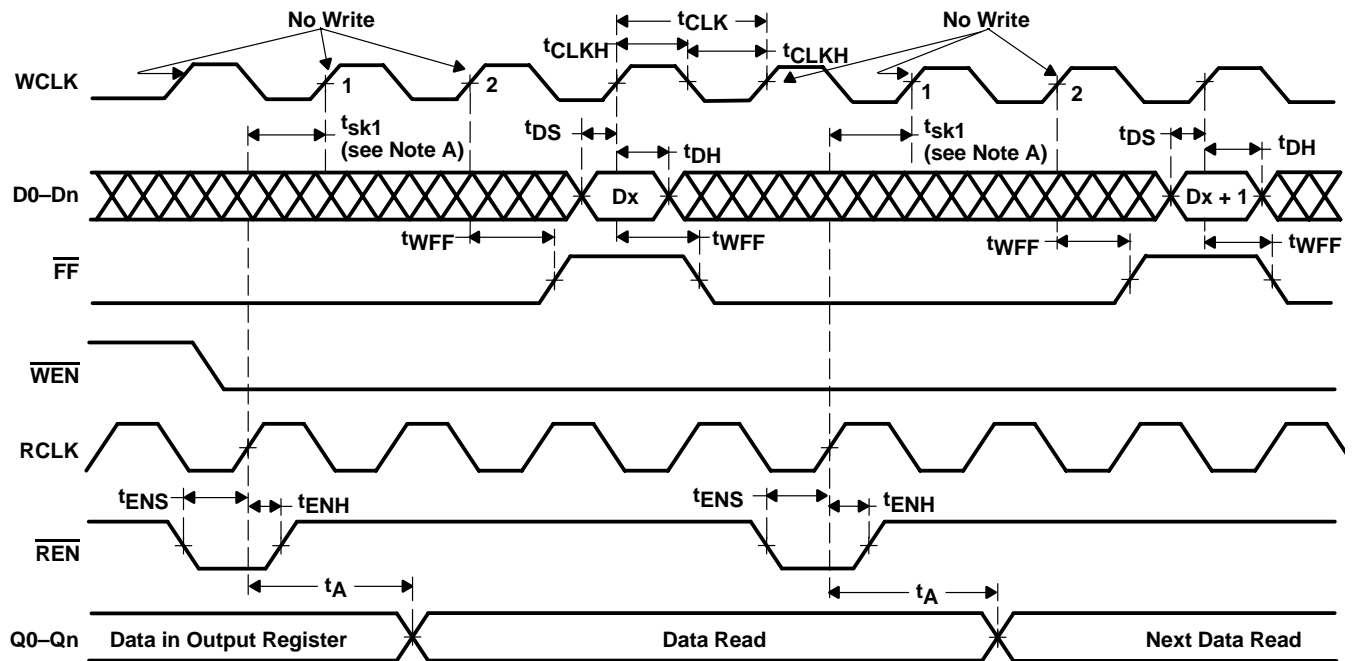 No Write
tCLK
No Write
tCLKH
tCLKH
WCLK
1
2
1
2
tsk1
(see Note A)
tDS
tDH
tsk1
(see Note A)
tDS
tDH
D0–Dn
Dx
Dx + 1
tWFF
tWFF
tWFF
tWFF
FF
WEN
RCLK
tENS
tENH
tENS
tENH
REN
tA
tA
Q0–Qn
Data in Output Register
Data Read
Next Data Read